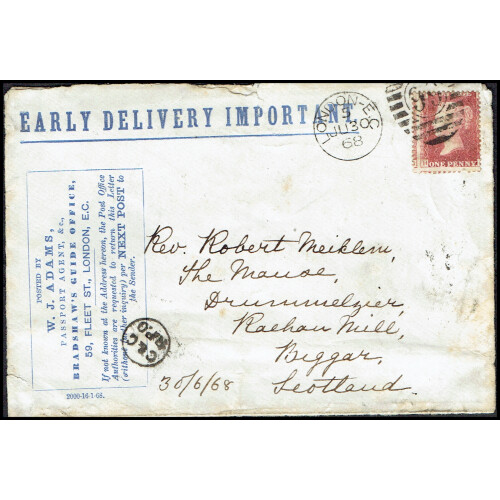 EARLY DELIVERY IMPORTANT
LONDON-E.C
JU 30
68
ONE PENNY
POSTED BY
W. J. ADAMS,
PASSPORT AGENT, &c.,
BRADSHAW'S GUIDE OFFICE,
59, FLEET ST., LONDON, E.C.
If not known at the Address hereon, the Post Office
Authorities are requested to return this Letter
(without further inquiry) per NEXT POST to
the Sender.
2000-16-1-68.
Rev. Robert Meiklem,
The Manse,
Drummelzier,
Rachan Mill,
Biggar,
Scotland.
30/6/68
C & C
R.P.O